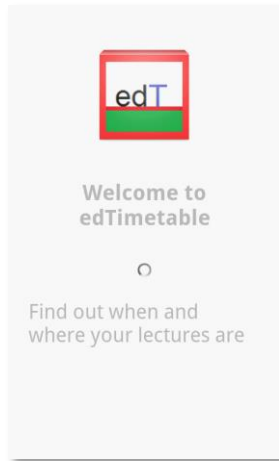 edT
Welcome to
edTimetable
Find out when and
where your lectures are